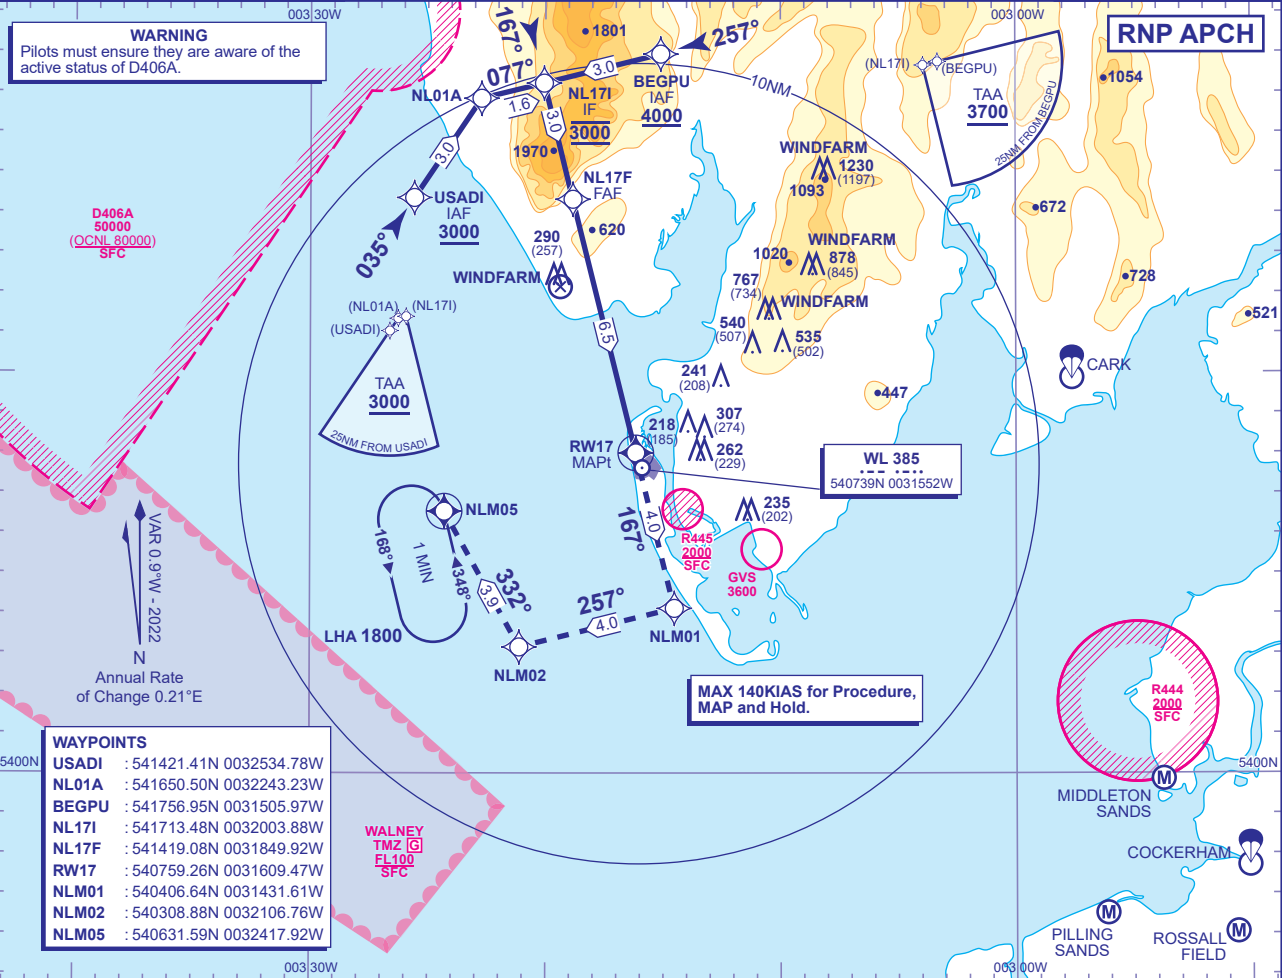 003 30W
003 00W
WARNING
Pilots must ensure they are aware of the
active status of D406A.
RNP APCH
167°
1801
257°
077°
3.0
BEGPU
IAF
4000
NL01A
1.6
NL17I
IF
3000
3.0
10NM
(NL17I)
(BEGPU)
TAA
3700
25NM FROM BEGPU
1054
1970
3.0
NL17F
FAF
USADI
IAF
3000
035°
WINDFARM
1230
(1197)
1093
672
D406A
50000
(OCNL 80000)
SFC
620
290
(257)
WINDFARM
1020
WINDFARM
878
(845)
728
767
(734)
WINDFARM
521
(NL01A)
(NL17I)
(USADI)
TAA
3000
25NM FROM USADI
6.5
540
(507)
535
(502)
CARK
241
(208)
447
307
(274)
218
(185)
262
(229)
RW17
MAPt
WL 385
540739N 0031552W
NLM05
168°
1 MIN
348°
LHA 1800
4.0
167°
235
(202)
R445
2000
SFC
GVS
3600
332°
3.9
257°
4.0
NLM01
NLM02
VAR 0.9°W - 2022
N
Annual Rate
of Change 0.21°E
MAX 140KIAS for Procedure,
MAP and Hold.
R444
2000
SFC
5400N
5400N
MIDDLETON
SANDS
M
WAYPOINTS
USADI : 541421.41N 0032534.78W
NL01A : 541650.50N 0032243.23W
BEGPU : 541756.95N 0031505.97W
NL17I : 541713.48N 0032003.88W
NL17F : 541419.08N 0031849.92W
RW17 : 540759.26N 0031609.47W
NLM01 : 540406.64N 0031431.61W
NLM02 : 540308.88N 0032106.76W
NLM05 : 540631.59N 0032417.92W
WALNEY
TMZ G
FL100
SFC
COCKERHAM
M
PILLING
SANDS
M
ROSSALL
FIELD
003 30W
003 00W